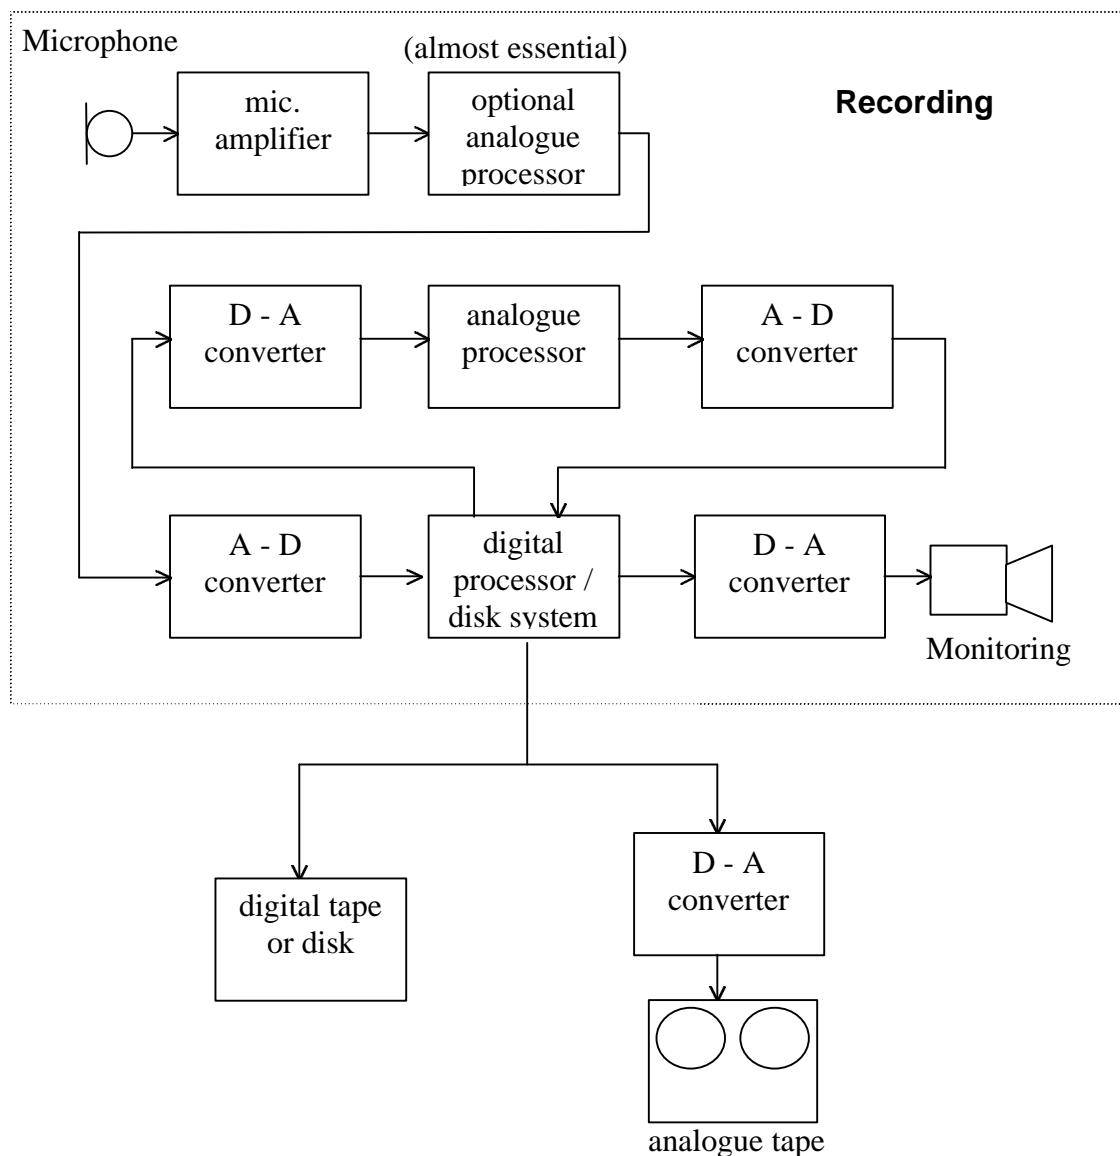 Microphone
(almost essential)
Recording
mic.
amplifier
optional
analogue
processor
D - A
converter
analogue
processor
A - D
converter
A - D
converter
digital
processor /
disk system
D - A
converter
Monitoring
digital tape
or disk
D - A
converter
analogue tape